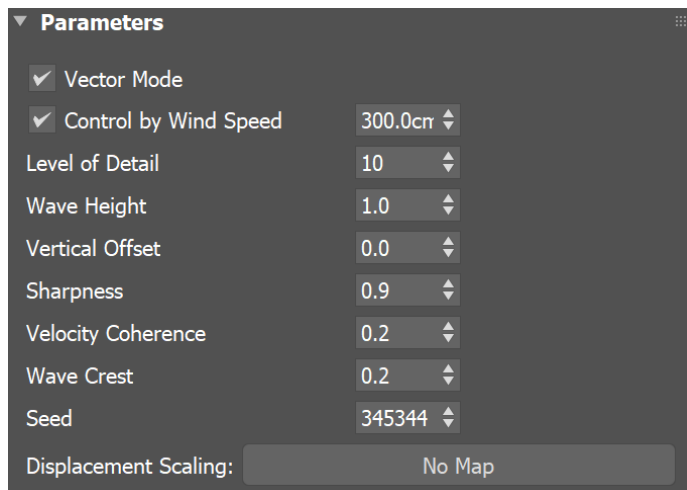 Parameters
Vector Mode
Control by Wind Speed 300.0cm
Level of Detail 10
Wave Height 1.0
Vertical Offset 0.0
Sharpness 0.9
Velocity Coherence 0.2
Wave Crest 0.2
Seed 345344
Displacement Scaling: No Map